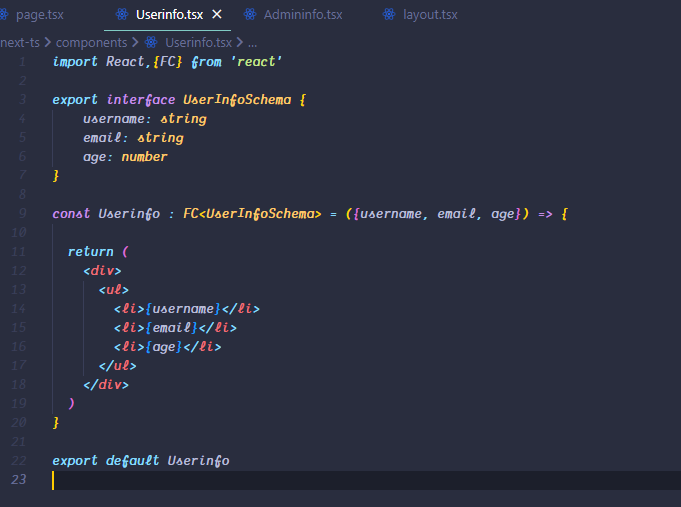 page.tsx Userinfo.tsx × Admininfo.tsx layout.tsx
next-ts > components > Userinfo.tsx > ...
1 import React,{FC} from 'react'
2
3 export interface UserInfoSchema {
4 username: string
5 email: string
6 age: number
7 }
8
9 const Userinfo : FC<UserInfoSchema> = ({username, email, age}) => {
10
11 return (
12 <div>
13 <ul>
14 <li>{username}</li>
15 <li>{email}</li>
16 <li>{age}</li>
17 </ul>
18 </div>
19 )
20 }
21
22 export default Userinfo
23